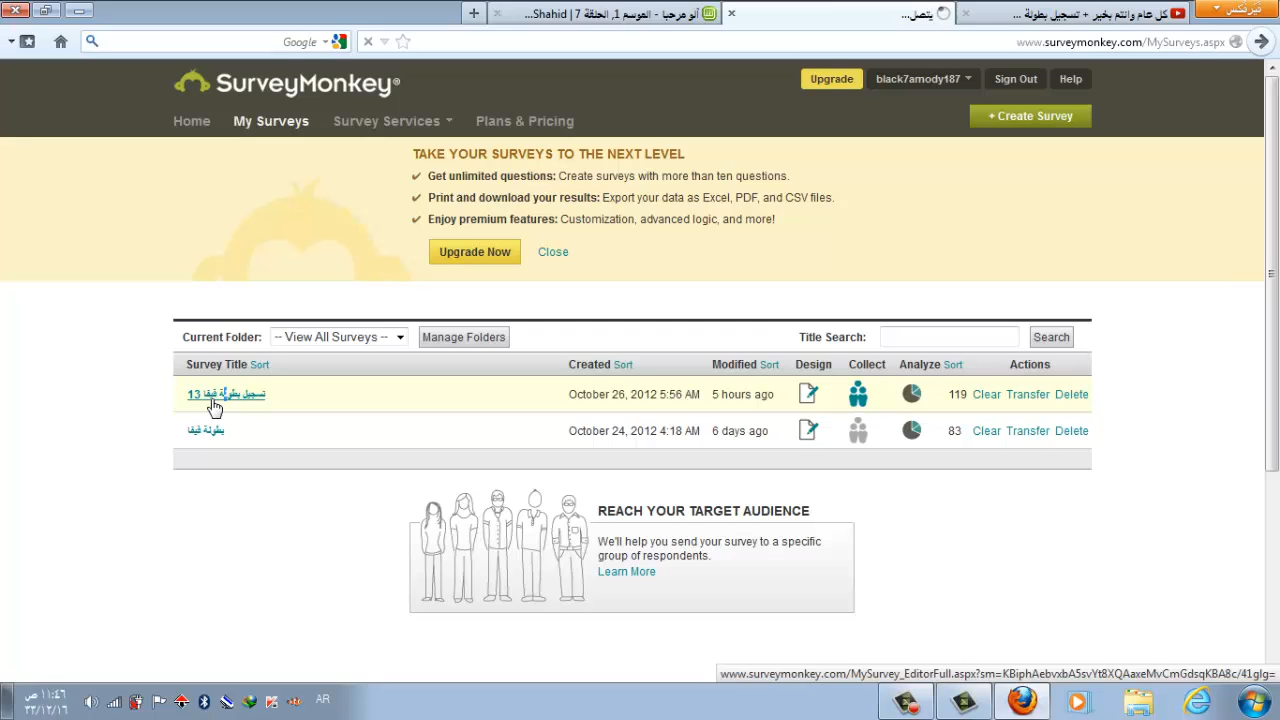 فَيَرفُكس
كل عام وانتم بخير + تسجيل بطولة ...
يتصل...
ألو مرحبا - الموسم 1, الحلقة 7 | Shahid...
Google
www.surveymonkey.com/MySurveys.aspx
SurveyMonkey®
Upgrade
black7amody187
Sign Out
Help
Home
My Surveys
Survey Services
Plans & Pricing
+ Create Survey
TAKE YOUR SURVEYS TO THE NEXT LEVEL
Get unlimited questions: Create surveys with more than ten questions.
Print and download your results: Export your data as Excel, PDF, and CSV files.
Enjoy premium features: Customization, advanced logic, and more!
Upgrade Now
Close
Current Folder: -- View All Surveys -- Manage Folders Title Search: Search
Survey Title Sort Created Sort Modified Sort Design Collect Analyze Sort Actions
تسجيل بطولة فيفا 13 October 26, 2012 5:56 AM 5 hours ago 119 Clear Transfer Delete
بطولة فيفا October 24, 2012 4:18 AM 6 days ago 83 Clear Transfer Delete
REACH YOUR TARGET AUDIENCE
We'll help you send your survey to a specific
group of respondents.
Learn More
www.surveymonkey.com/MySurvey_EditorFull.aspx?sm=KBiphAebvxbA5svYt8XQAaxeMvCmGdsqKBA8c/41glg=
AR
١١:٤٦ ص
٣٣/١٢/١٦